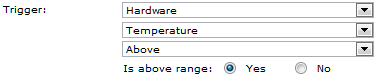 Trigger: Hardware
Temperature
Above
Is above range: Yes No